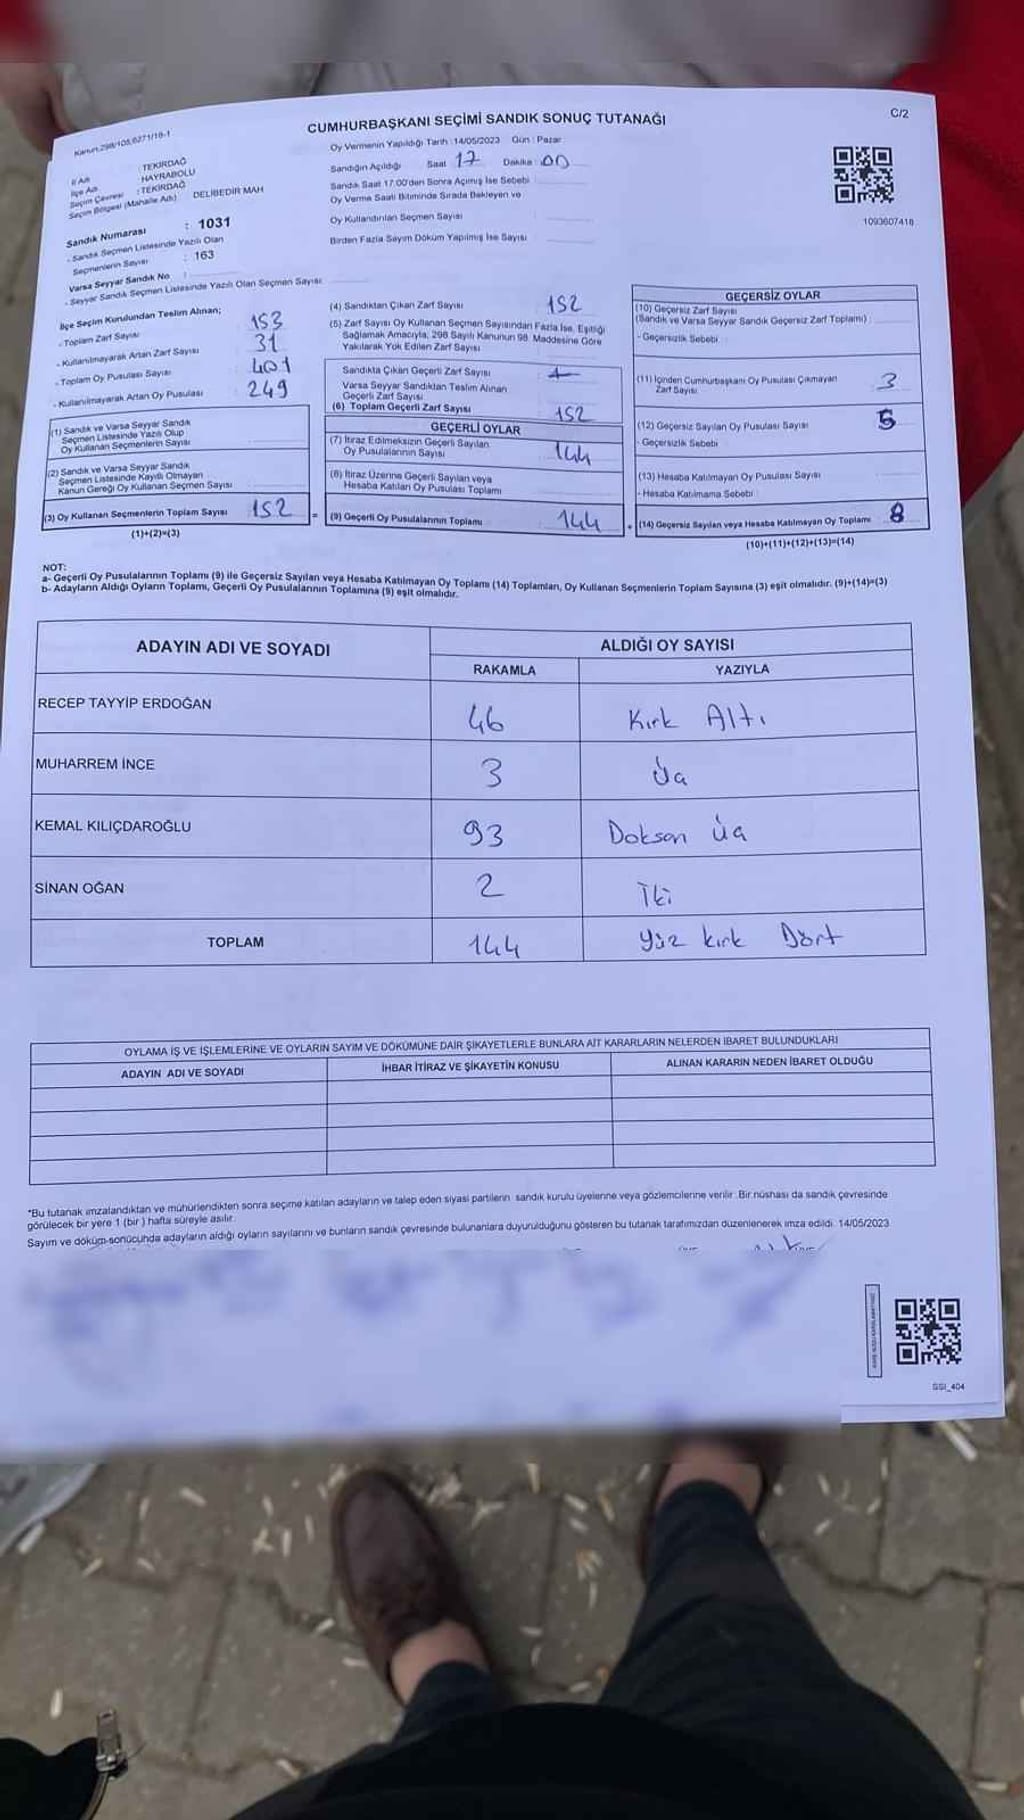 Kanun:298/105,6271/18-1
CUMHURBAŞKANI SEÇİMİ SANDIK SONUÇ TUTANAĞI
C/2
İl Adı : TEKİRDAĞ
İlçe Adı : HAYRABOLU
Seçim Çevresi : TEKİRDAĞ
Seçim Bölgesi (Mahalle Adı) DELİBEDİR MAH
Sandık Numarası : 1031
- Sandık Seçmen Listesinde Yazılı Olan
Seçmenlerin Sayısı : 163
Varsa Seyyar Sandık No :
- Seyyar Sandık Seçmen Listesinde Yazılı Olan Seçmen Sayısı
Oy Vermenin Yapıldığı Tarih : 14/05/2023 Gün : Pazar
Sandığın Açıldığı Saat 17 Dakika : 00
Sandık Saat 17.00'den Sonra Açılmış İse Sebebi
Oy Verme Saati Bitiminde Sırada Bekleyen ve
Oy Kullandırılan Seçmen Sayısı
Birden Fazla Sayım Döküm Yapılmış İse Sayısı
1093607418
İlçe Seçim Kurulundan Teslim Alınan;
- Toplam Zarf Sayısı 153
- Kullanılmayarak Artan Zarf Sayısı 31
- Toplam Oy Pusulası Sayısı 401
- Kullanılmayarak Artan Oy Pusulası 249
(1) Sandık ve Varsa Seyyar Sandık
Seçmen Listesinde Yazılı Olup
Oy Kullanan Seçmenlerin Sayısı
(2) Sandık ve Varsa Seyyar Sandık
Seçmen Listesinde Kayıtlı Olmayan
Kanun Gereği Oy Kullanan Seçmen Sayısı
(3) Oy Kullanan Seçmenlerin Toplam Sayısı 152
(1)+(2)=(3)
(4) Sandıktan Çıkan Zarf Sayısı 152
(5) Zarf Sayısı Oy Kullanan Seçmen Sayısından Fazla İse, Eşitliği
Sağlamak Amacıyla, 298 Sayılı Kanunun 98. Maddesine Göre
Yakılarak Yok Edilen Zarf Sayısı
Sandıkta Çıkan Geçerli Zarf Sayısı
Varsa Seyyar Sandıktan Teslim Alınan
Geçerli Zarf Sayısı
(6) Toplam Geçerli Zarf Sayısı 152
GEÇERLİ OYLAR
(7) İtiraz Edilmeksizin Geçerli Sayılan
Oy Pusulalarının Sayısı 144
(8) İtiraz Üzerine Geçerli Sayılan veya
Hesaba Katılan Oy Pusulası Toplamı
= (9) Geçerli Oy Pusulalarının Toplamı 144
GEÇERSİZ OYLAR
(10) Geçersiz Zarf Sayısı
(Sandık ve Varsa Seyyar Sandık Geçersiz Zarf Toplamı)
- Geçersizlik Sebebi
(11) İçinden Cumhurbaşkanı Oy Pusulası Çıkmayan
Zarf Sayısı 3
(12) Geçersiz Sayılan Oy Pusulası Sayısı 5
- Geçersizlik Sebebi
(13) Hesaba Katılmayan Oy Pusulası Sayısı
- Hesaba Katılmama Sebebi
+ (14) Geçersiz Sayılan veya Hesaba Katılmayan Oy Toplamı 8
(10)+(11)+(12)+(13)=(14)
NOT:
a- Geçerli Oy Pusulalarının Toplamı (9) ile Geçersiz Sayılan veya Hesaba Katılmayan Oy Toplamı (14) Toplamları, Oy Kullanan Seçmenlerin Toplam Sayısına (3) eşit olmalıdır. (9)+(14)=(3)
b- Adayların Aldığı Oyların Toplamı, Geçerli Oy Pusulalarının Toplamına (9) eşit olmalıdır.
ADAYIN ADI VE SOYADI ALDIĞI OY SAYISI
RAKAMLA YAZIYLA
RECEP TAYYİP ERDOĞAN 46 Kırk Altı
MUHARREM İNCE 3 Üç
KEMAL KILIÇDAROĞLU 93 Doksan üç
SİNAN OĞAN 2 İki
TOPLAM 144 Yüz kırk Dört
OYLAMA İŞ VE İŞLEMLERİNE VE OYLARIN SAYIM VE DÖKÜMÜNE DAİR ŞİKAYETLERLE BUNLARA AİT KARARLARIN NELERDEN İBARET BULUNDUKLARI
ADAYIN ADI VE SOYADI İHBAR İTİRAZ VE ŞİKAYETİN KONUSU ALINAN KARARIN NEDEN İBARET OLDUĞU
*Bu tutanak imzalandıktan ve mühürlendikten sonra seçime katılan adayların ve talep eden siyasi partilerin sandık kurulu üyelerine veya gözlemcilerine verilir. Bir nüshası da sandık çevresinde
görülecek bir yere 1 (bir ) hafta süreyle asılır.
Sayım ve döküm sonucunda adayların aldığı oyların sayılarını ve bunların sandık çevresinde bulunanlara duyurulduğunu gösteren bu tutanak tarafımızdan düzenlenerek imza edildi. 14/05/2023
GSI_404